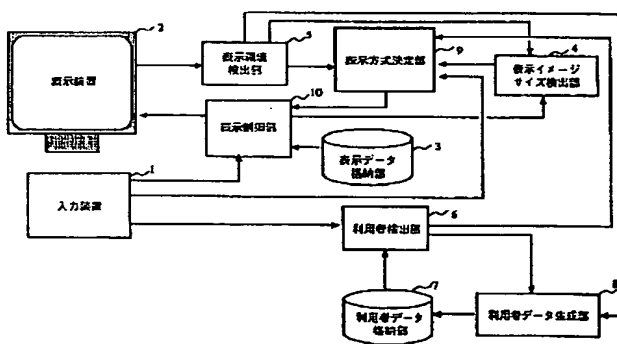 2
表示装置
5
表示環境
検出部
表示方式決定部
9
4
表示イメージ
サイズ検出部
10
表示制御部
3
表示データ
格納部
1
入力装置
6
利用者検出部
7
利用者データ
格納部
8
利用者データ生成部